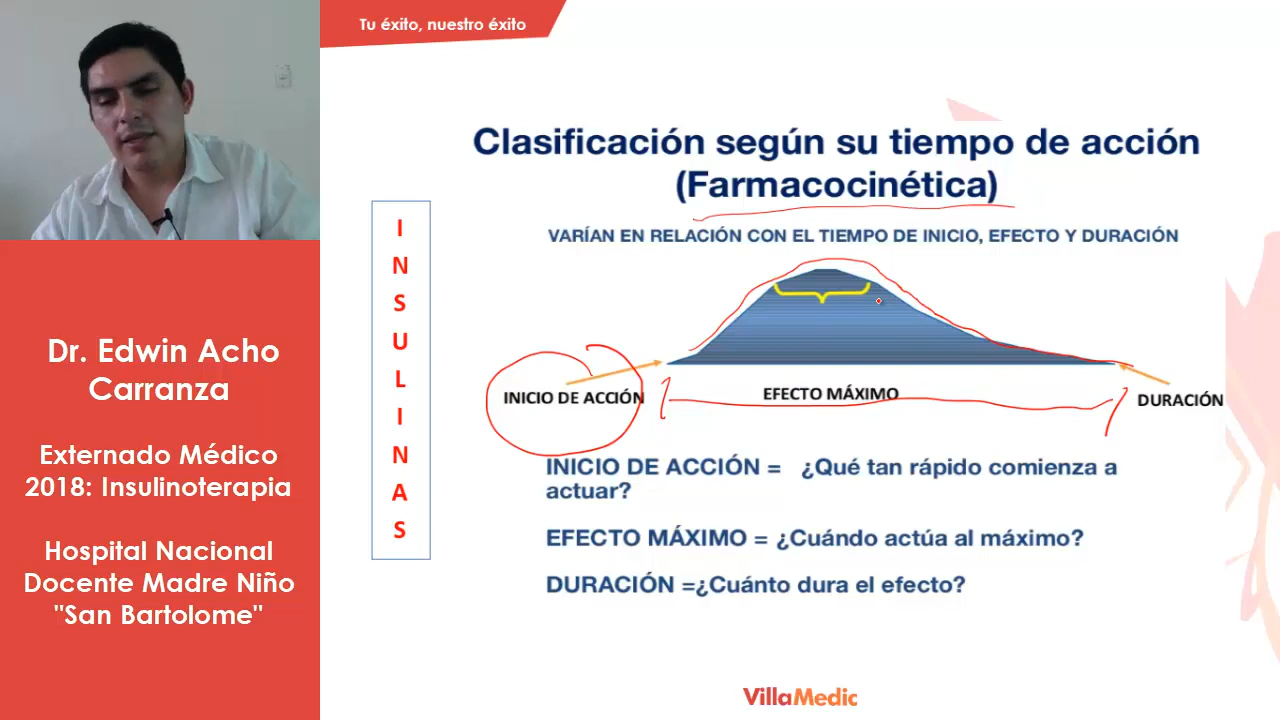 Tu éxito, nuestro éxito
Clasificación según su tiempo de acción
(Farmacocinética)
VARÍAN EN RELACIÓN CON EL TIEMPO DE INICIO, EFECTO Y DURACIÓN
I
N
S
U
L
I
N
A
S
INICIO DE ACCIÓN
EFECTO MÁXIMO
DURACIÓN
INICIO DE ACCIÓN = ¿Qué tan rápido comienza a
actuar?
EFECTO MÁXIMO = ¿Cuándo actúa al máximo?
DURACIÓN =¿Cuánto dura el efecto?
Dr. Edwin Acho
Carranza
Externado Médico
2018: Insulinoterapia
Hospital Nacional
Docente Madre Niño
"San Bartolome"
VillaMedic